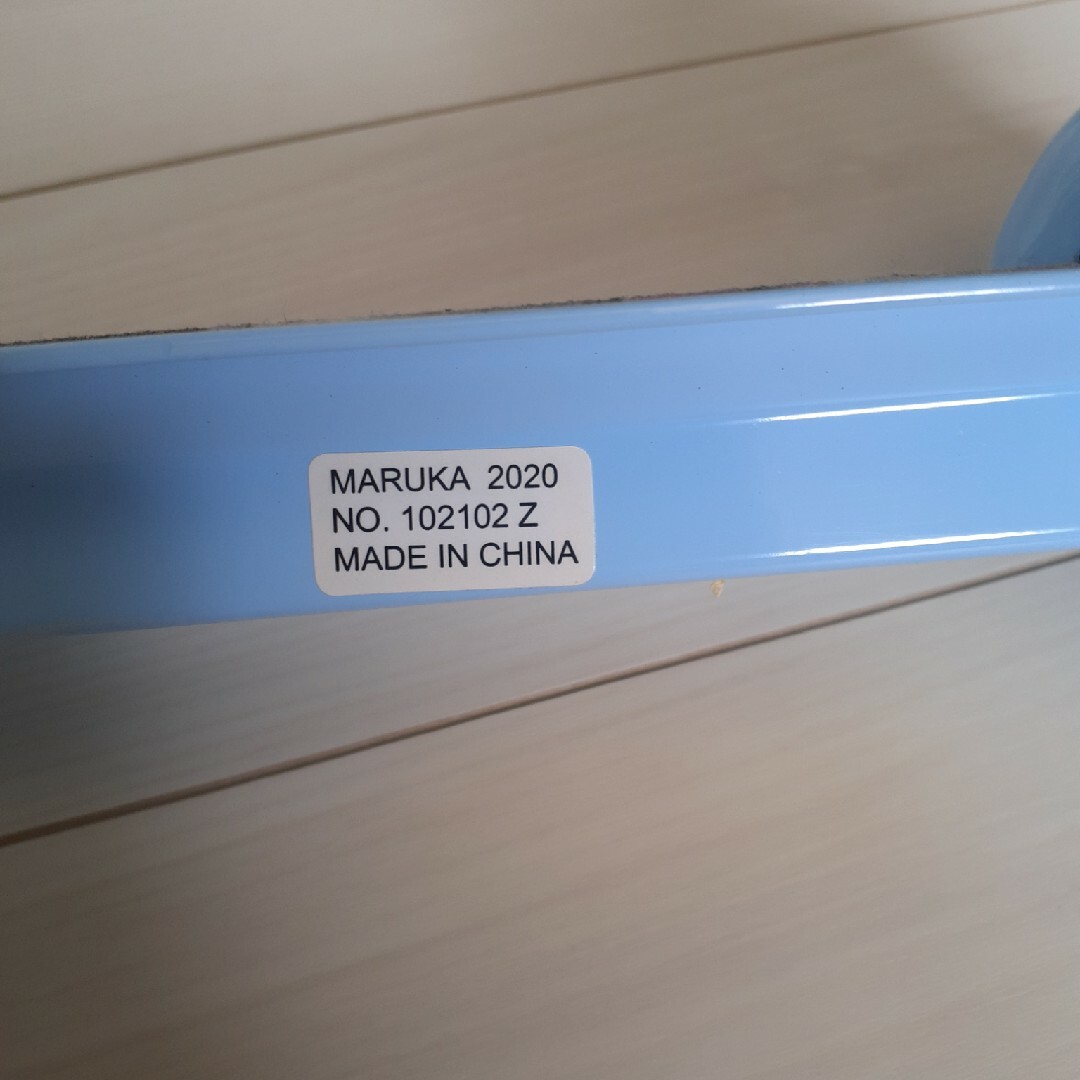 MARUKA 2020
NO. 102102 Z
MADE IN CHINA